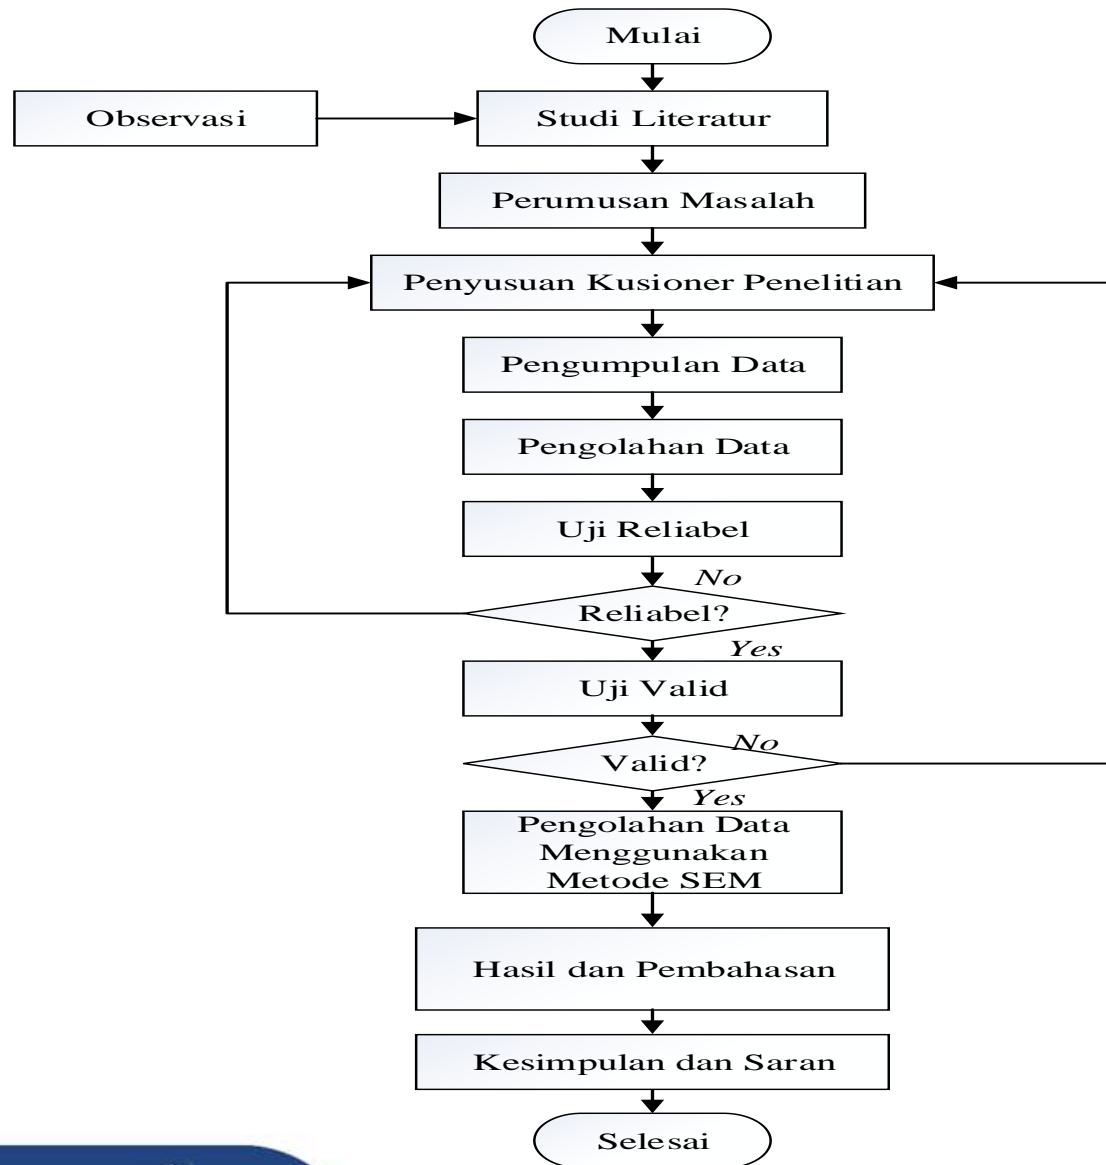 Mulai
Observasi
Studi Literatur
Perumusan Masalah
Penyusuan Kusioner Penelitian
Pengumpulan Data
Pengolahan Data
Uji Reliabel
No
Reliabel?
Yes
Uji Valid
No
Valid?
Yes
Pengolahan Data
Menggunakan
Metode SEM
Hasil dan Pembahasan
Kesimpulan dan Saran
Selesai